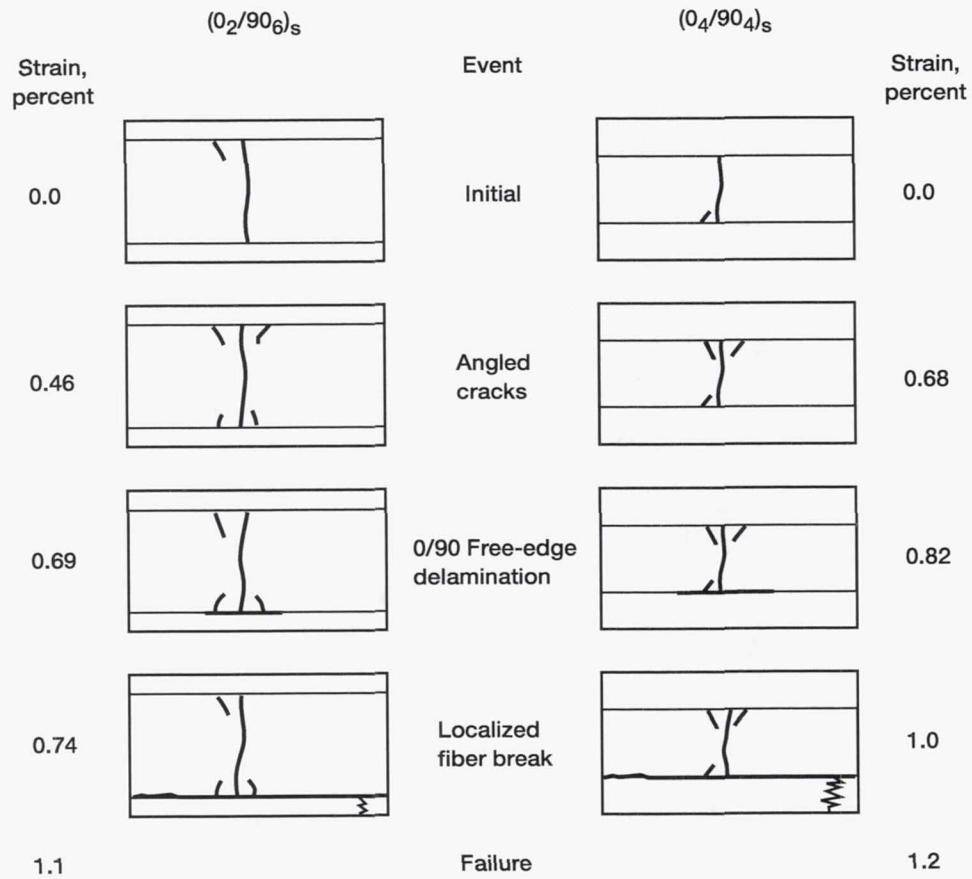 (0₂/90₆)ₛ
(0₄/90₄)ₛ
Strain,
percent
Event
Strain,
percent
0.0
Initial
0.0
0.46
Angled
cracks
0.68
0.69
0/90 Free-edge
delamination
0.82
0.74
Localized
fiber break
1.0
1.1
Failure
1.2